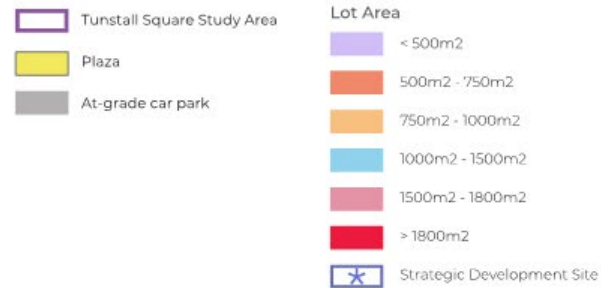 Tunstall Square Study Area
Plaza
At-grade car park
Lot Area
< 500m2
500m2 - 750m2
750m2 - 1000m2
1000m2 - 1500m2
1500m2 - 1800m2
> 1800m2
Strategic Development Site